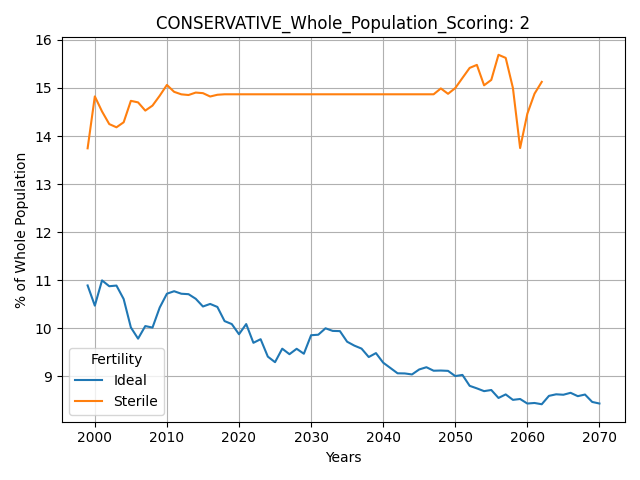 CONSERVATIVE_Whole_Population_Scoring: 2
% of Whole Population
16
15
14
13
12
11
10
9
Fertility
Ideal
Sterile
2000 2010 2020 2030 2040 2050 2060 2070
Years